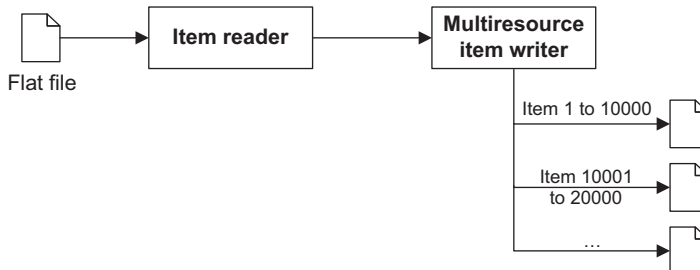 Flat file
Item reader
Multiresource
item writer
Item 1 to 10000
Item 10001
to 20000
...